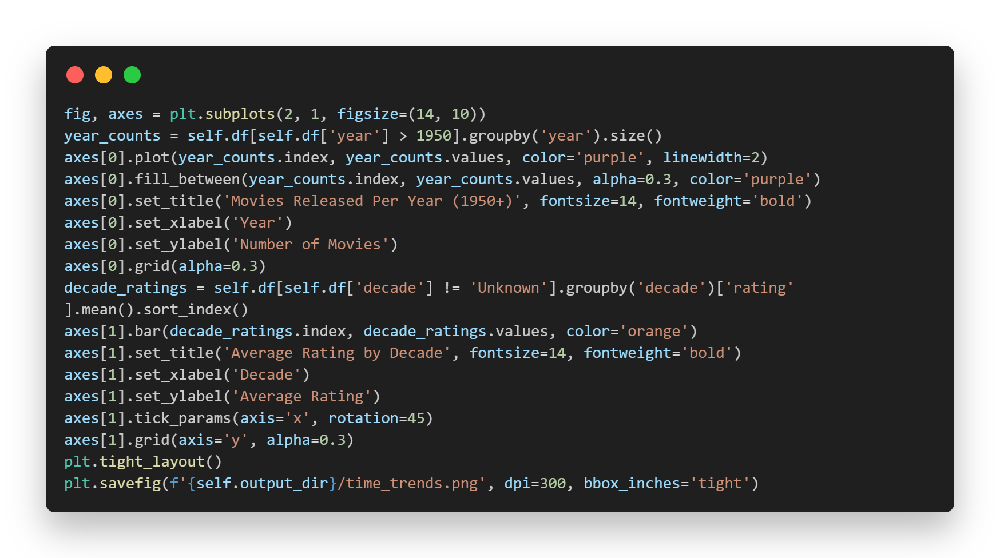 fig, axes = plt.subplots(2, 1, figsize=(14, 10))
year_counts = self.df[self.df['year'] > 1950].groupby('year').size()
axes[0].plot(year_counts.index, year_counts.values, color='purple', linewidth=2)
axes[0].fill_between(year_counts.index, year_counts.values, alpha=0.3, color='purple')
axes[0].set_title('Movies Released Per Year (1950+)', fontsize=14, fontweight='bold')
axes[0].set_xlabel('Year')
axes[0].set_ylabel('Number of Movies')
axes[0].grid(alpha=0.3)
decade_ratings = self.df[self.df['decade'] != 'Unknown'].groupby('decade')['rating'
].mean().sort_index()
axes[1].bar(decade_ratings.index, decade_ratings.values, color='orange')
axes[1].set_title('Average Rating by Decade', fontsize=14, fontweight='bold')
axes[1].set_xlabel('Decade')
axes[1].set_ylabel('Average Rating')
axes[1].tick_params(axis='x', rotation=45)
axes[1].grid(axis='y', alpha=0.3)
plt.tight_layout()
plt.savefig(f'{self.output_dir}/time_trends.png', dpi=300, bbox_inches='tight')